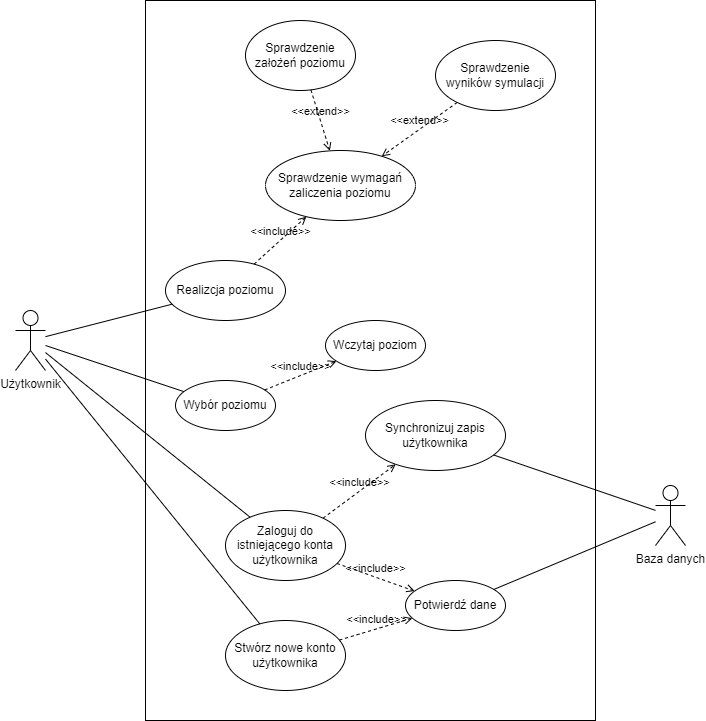 Sprawdzenie
założeń poziomu
Sprawdzenie
wyników symulacji
<<extend>>
<<extend>>
Sprawdzenie wymagań
zaliczenia poziomu
<<include>>
Realizcja poziomu
Użytkownik
Wczytaj poziom
<<include>>
Wybór poziomu
Synchronizuj zapis
użytkownika
<<include>>
Zaloguj do
istniejącego konta
użytkownika
Baza danych
<<include>>
Potwierdź dane
<<include>>
Stwórz nowe konto
użytkownika